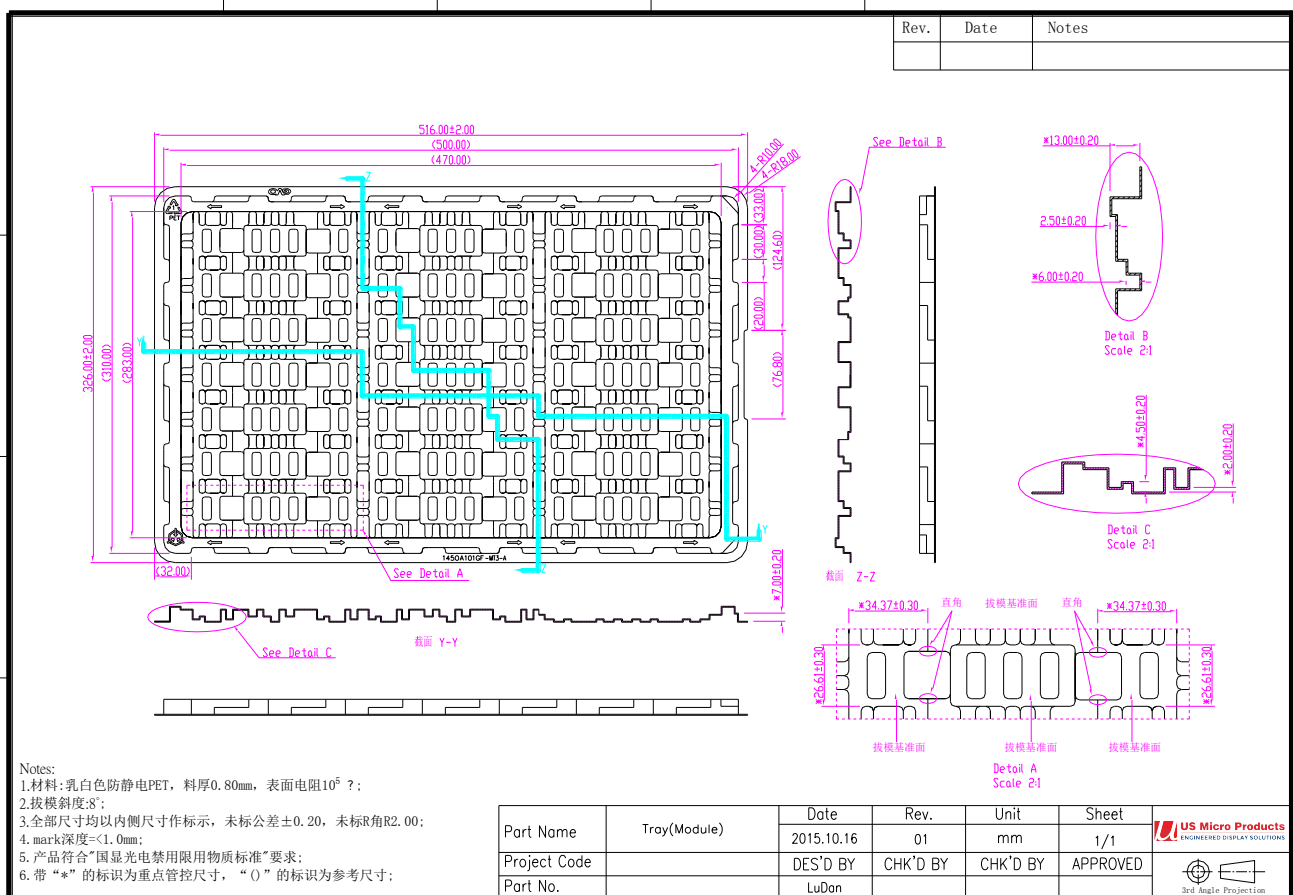 Rev. Date Notes
516.00±2.00
(500.00)
(470.00)
4-R10.00
4-R18.00
See Detail B
*13.00±0.20
2.50±0.20
*6.00±0.20
Detail B
Scale 2:1
Z
PET
(33.00)
(30.00)
(124.60)
(20.00)
(76.80)
326.00±2.00
(310.00)
(283.00)
Y
Y
Z
1450A101GF-MT3-A
(32.00)
See Detail A
*4.50±0.20
*2.00±0.20
Detail C
Scale 2:1
截面 Z-Z
*7.00±0.20
See Detail C
截面 Y-Y
*34.37±0.30
直角
拔模基准面
直角
*34.37±0.30
*26.61±0.30
*26.61±0.30
拔模基准面
拔模基准面
拔模基准面
Detail A
Scale 2:1
Notes:
1.材料:乳白色防静电PET, 料厚0.80mm, 表面电阻10⁵ ?;
2.拔模斜度:8°;
3.全部尺寸均以内侧尺寸作标示, 未标公差±0.20, 未标R角R2.00;
4.mark深度=<1.0mm;
5.产品符合"国显光电禁用限用物质标准"要求;
6.带“*”的标识为重点管控尺寸, “()”的标识为参考尺寸;
Part Name Tray(Module) Date Rev. Unit Sheet
2015.10.16 01 mm 1/1
Project Code DES'D BY CHK'D BY CHK'D BY APPROVED
Part No. LuDan
US Micro Products
ENGINEERED DISPLAY SOLUTIONS
3rd Angle Projection